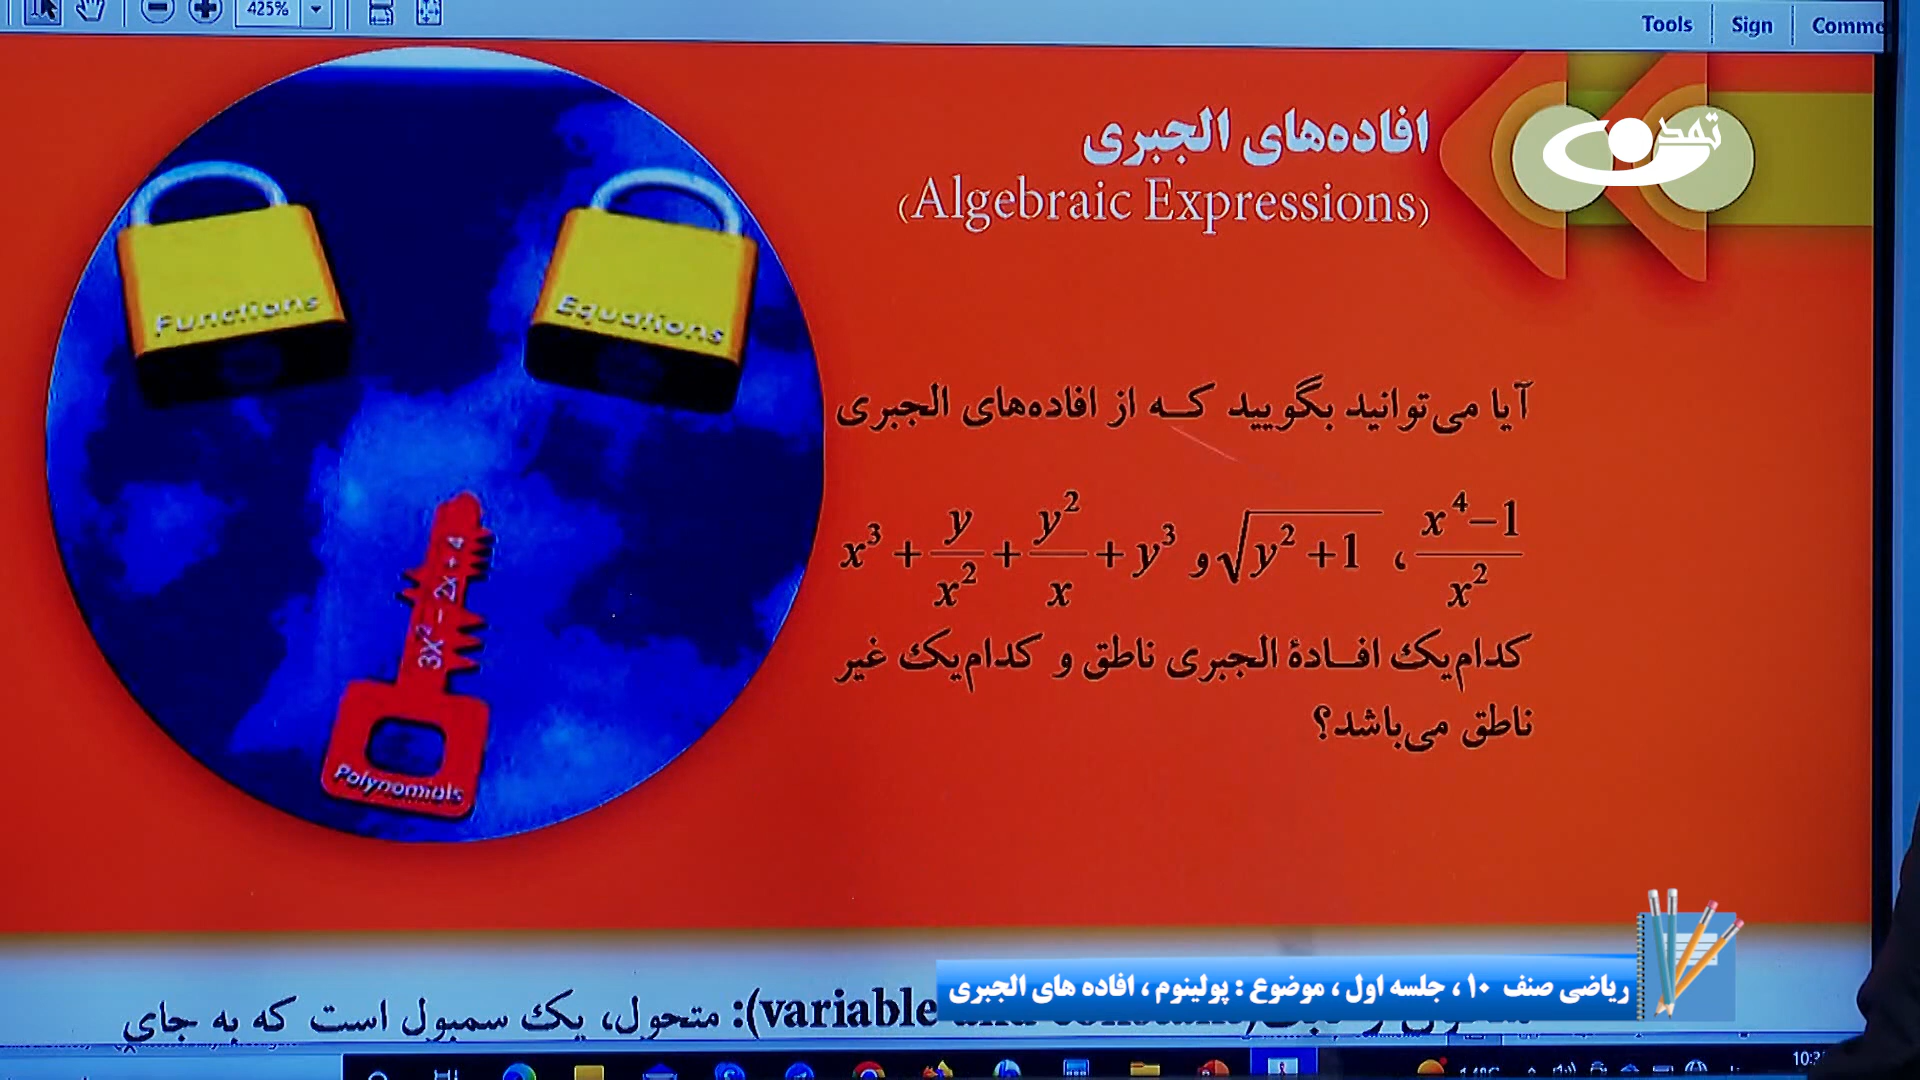 425%
Tools Sign
تمدن
افاده‌های الجبری
(Algebraic Expressions)
Functions
Equations
3x² − 2x + 4
Polynomials
آیا می‌توانید بگویید که از افاده‌های الجبری
x³ + y/x² + y²/x + y³ و √(y² + 1) ، (x⁴−1)/x²
کدام‌یک افادهٔ الجبری ناطق و کدام‌یک غیر
ناطق می‌باشد؟
ریاضی صنف ۱۰ ، جلسه اول ، موضوع : پولینوم ، افاده های الجبری
(variable): متحول، یک سمبول است که به جای